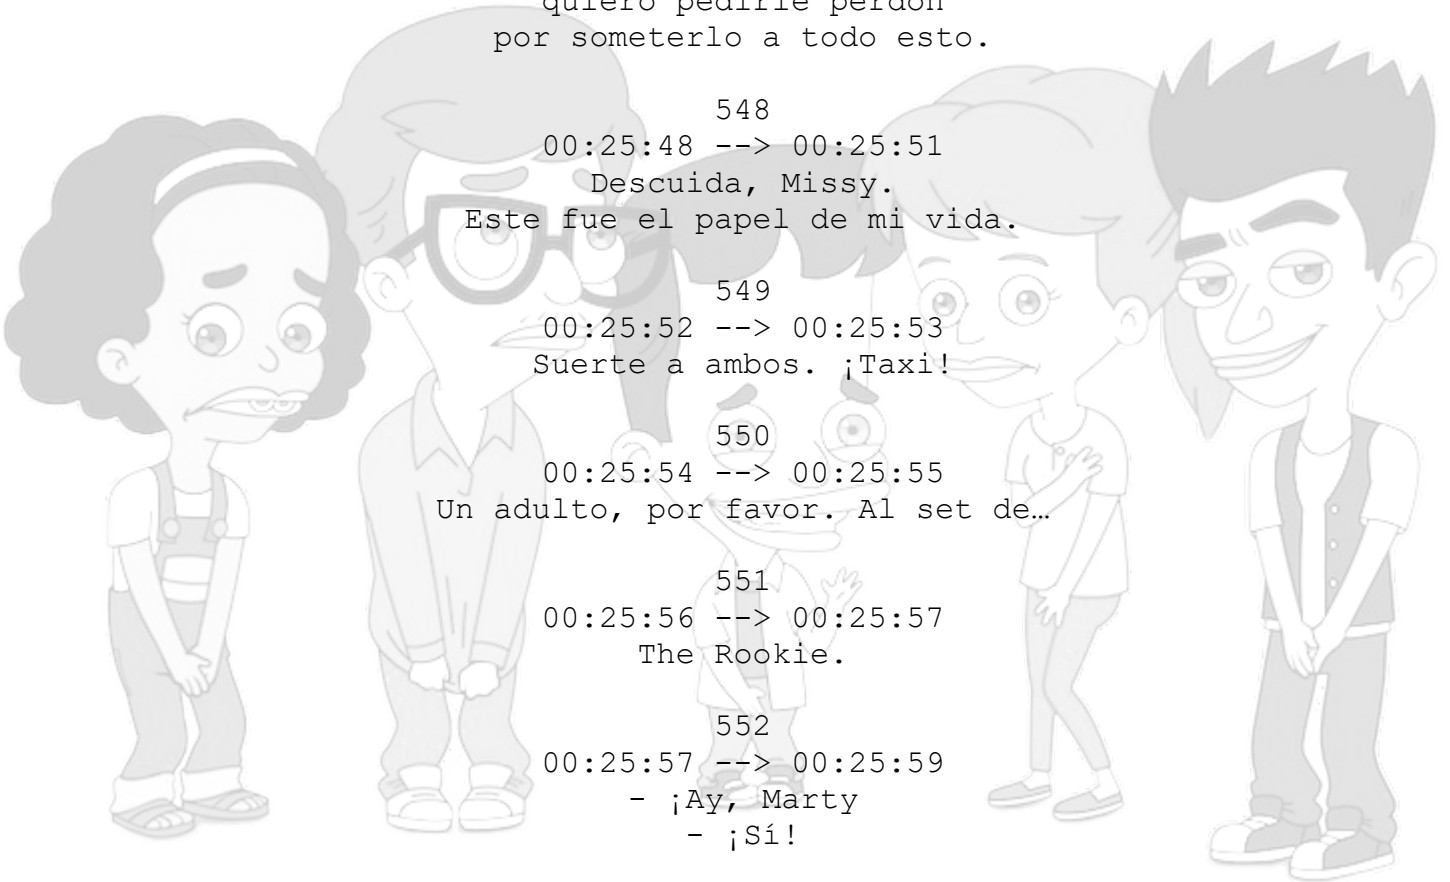 quiero pedirle perdón
por someterlo a todo esto.
548
00:25:48 --> 00:25:51
Descuida, Missy.
Este fue el papel de mi vida.
549
00:25:52 --> 00:25:53
Suerte a ambos. ¡Taxi!
550
00:25:54 --> 00:25:55
Un adulto, por favor. Al set de…
551
00:25:56 --> 00:25:57
The Rookie.
552
00:25:57 --> 00:25:59
- ¡Ay, Marty
- ¡Sí!